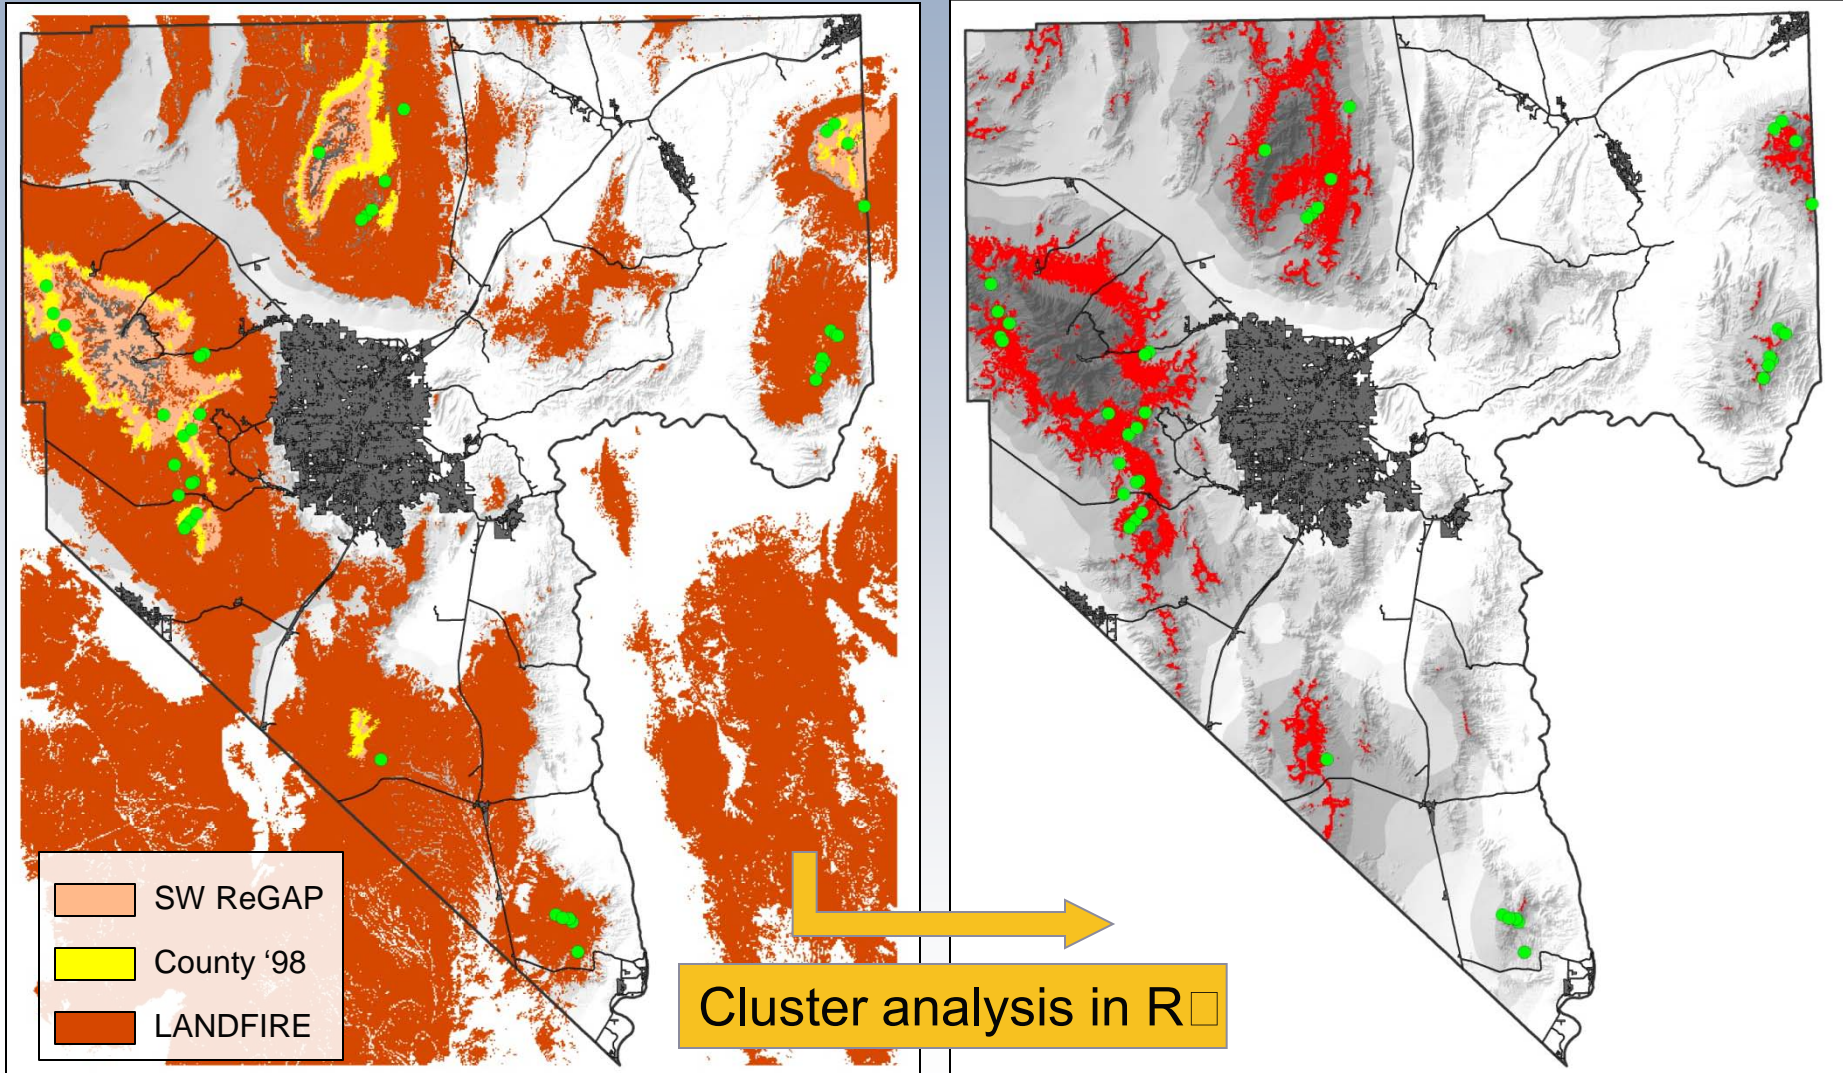 SW ReGAP
County ‘98
LANDFIRE
Cluster analysis in R□